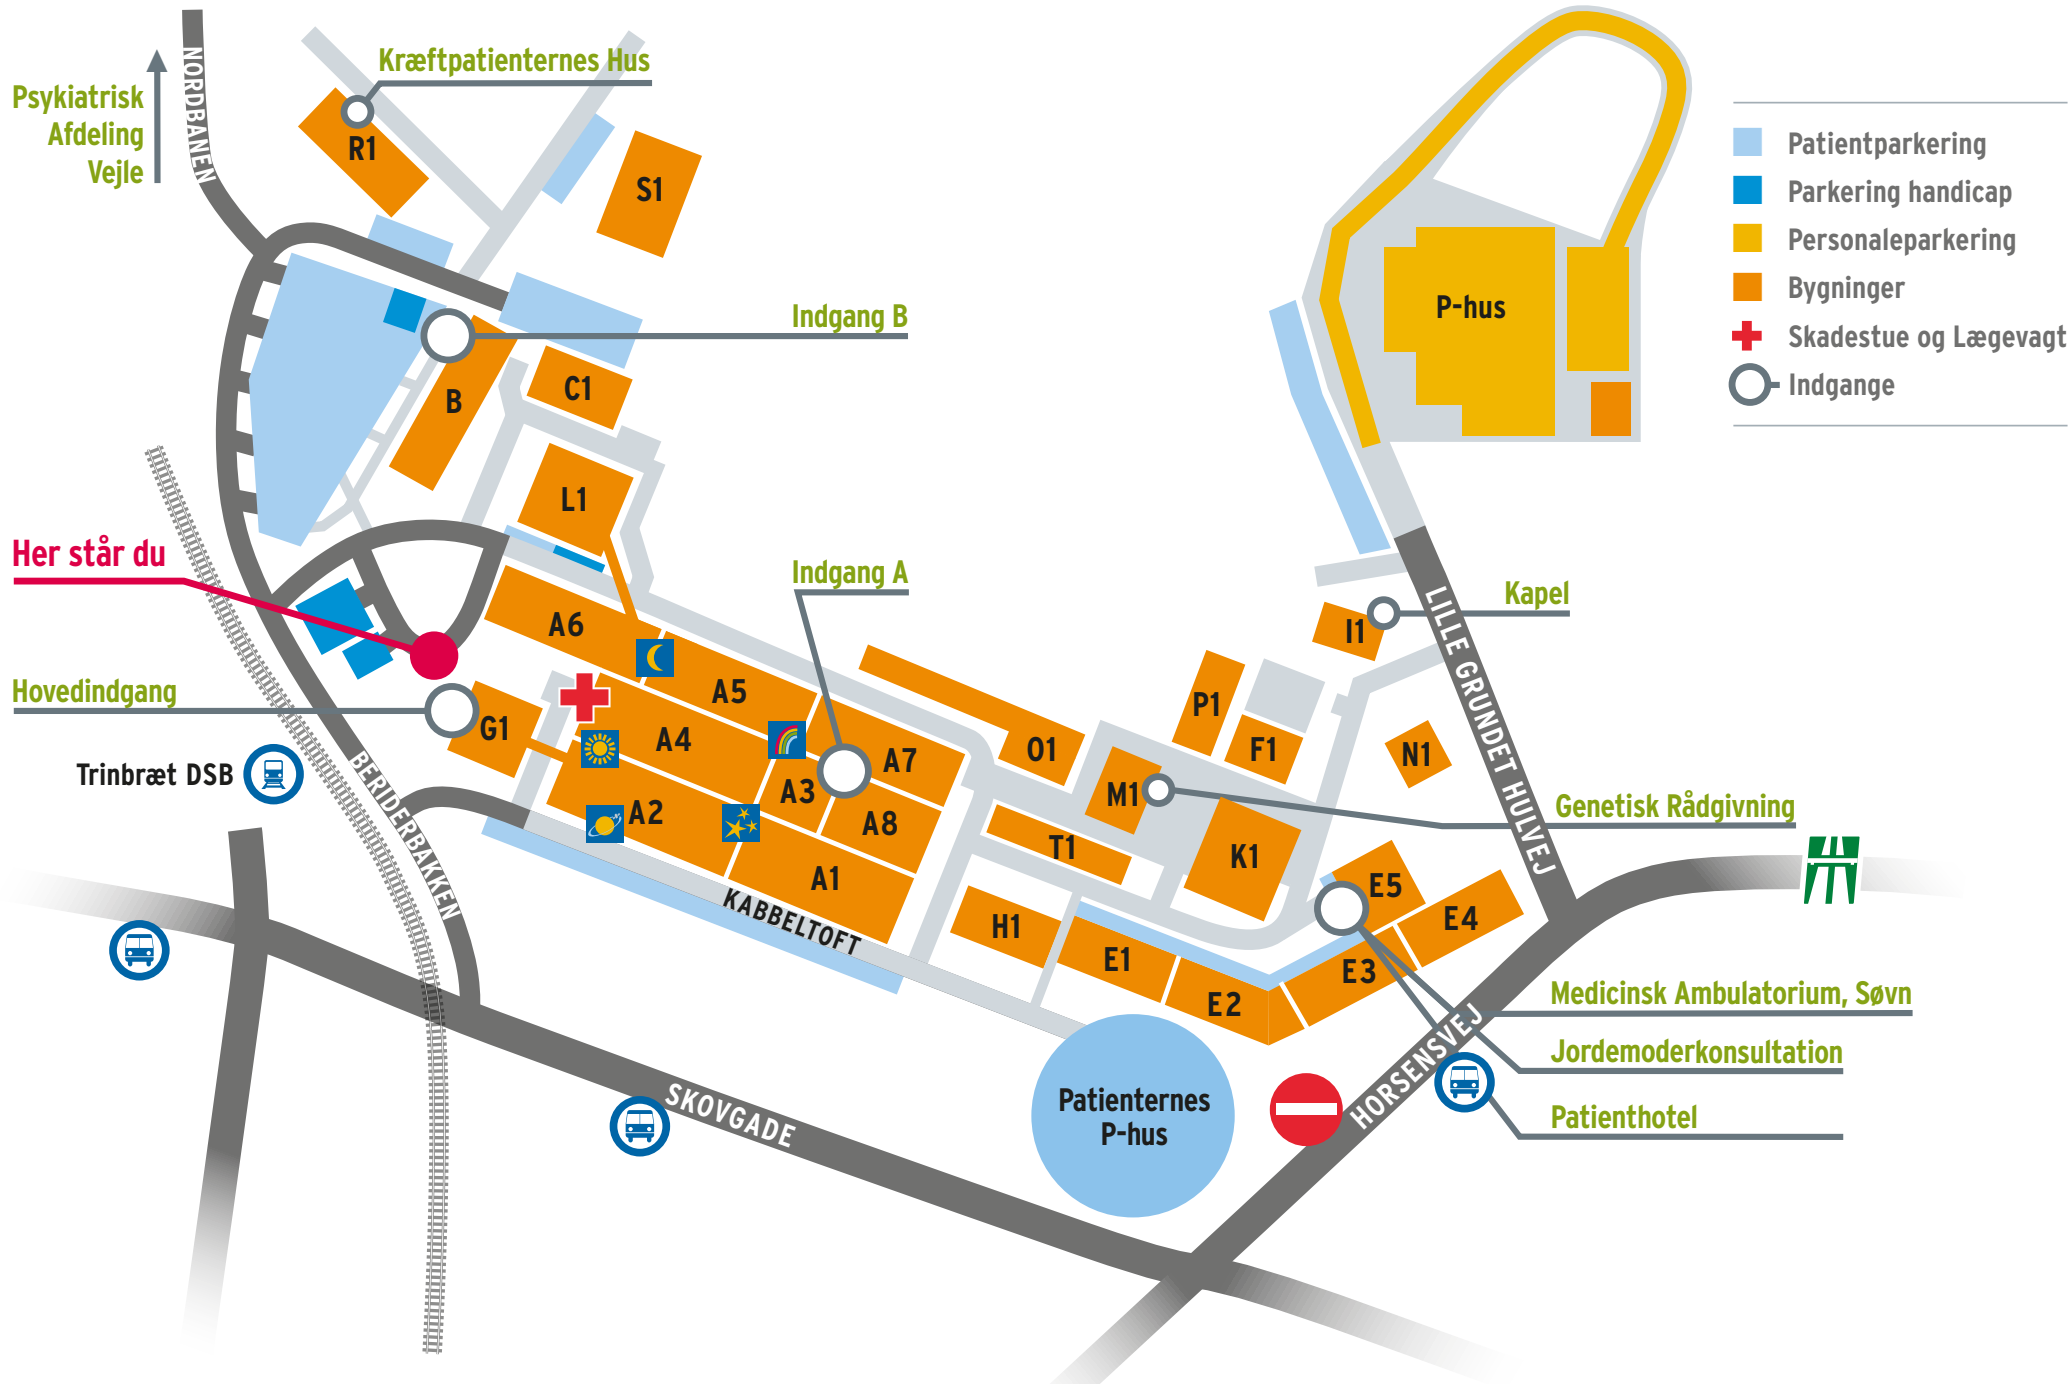 NORDBANEN
Psykiatrisk
Afdeling
Vejle
Kræftpatienternes Hus
R1
S1
Indgang B
B
C1
L1
P-hus
Patientparkering
Parkering handicap
Personaleparkering
Bygninger
Skadestue og Lægevagt
Indgange
Her står du
Indgang A
Kapel
I1
LILLE GRUNDET HULVEJ
Hovedindgang
G1
A6
A5
A4
A7
A3
A2
A8
A1
O1
P1
F1
N1
M1
Genetisk Rådgivning
T1
K1
Trinbræt DSB
BERIDERBAKKEN
KABBELTOFT
H1
E1
E2
E3
E4
E5
Medicinsk Ambulatorium, Søvn
Jordemoderkonsultation
Patienthotel
HORSENSVEJ
SKOVGADE
Patienternes
P-hus